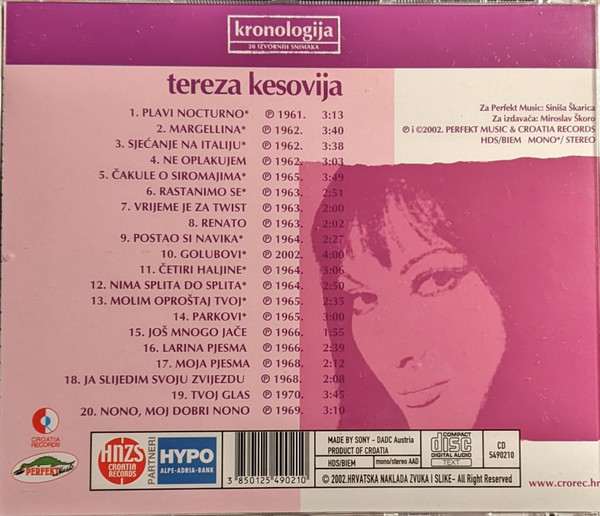 kronologija
20 IZVORNIH SNIMAKA
tereza kesovija
1. PLAVI NOCTURNO* ℗ 1961. 3:13
2. MARGELLINA* ℗ 1962. 3:40
3. SJEĆANJE NA ITALIJU* ℗ 1962. 3:38
4. NE OPLAKUJEM ℗ 1962. 3:03
5. ČAKULE O SIROMAJIMA* ℗ 1965. 3:49
6. RASTANIMO SE* ℗ 1963. 2:51
7. VRIJEME JE ZA TWIST ℗ 1963. 2:00
8. RENATO ℗ 1963. 2:02
9. POSTAO SI NAVIKA* ℗ 1964. 2:27
10. GOLUBOVI* ℗ 2002. 4:00
11. ČETIRI HALJINE* ℗ 1964. 3:06
12. NIMA SPLITA DO SPLITA* ℗ 1964. 2:50
13. MOLIM OPROŠTAJ TVOJ* ℗ 1965. 2:35
14. PARKOVI* ℗ 1965. 3:00
15. JOŠ MNOGO JAČE ℗ 1966. 1:55
16. LARINA PJESMA ℗ 1966. 2:39
17. MOJA PJESMA ℗ 1968. 2:12
18. JA SLIJEDIM SVOJU ZVIJEZDU ℗ 1968. 2:08
19. TVOJ GLAS ℗ 1970. 3:45
20. NONO, MOJ DOBRI NONO ℗ 1969. 3:10
Za Perfekt Music: Siniša Škarica
Za izdavača: Miroslav Škoro
℗ i ©2002. PERFEKT MUSIC & CROATIA RECORDS
HDS/BIEM MONO*/ STEREO
CROATIA
RECORDS
PERFEKT
HNZS
CROATIA
RECORDS
PARTNERI
HYPO
ALPE-ADRIA-BANK
3 850125 490210
MADE BY SONY - DADC Austria
PRODUCT OF CROATIA
HDS/BIEM mono/stereo AAD
COMPACT
disc
DIGITAL AUDIO
TEXT
CD
5490210
© 2002.HRVATSKA NAKLADA ZVUKA I SLIKE- All Rights Reserved
www.crorec.hr